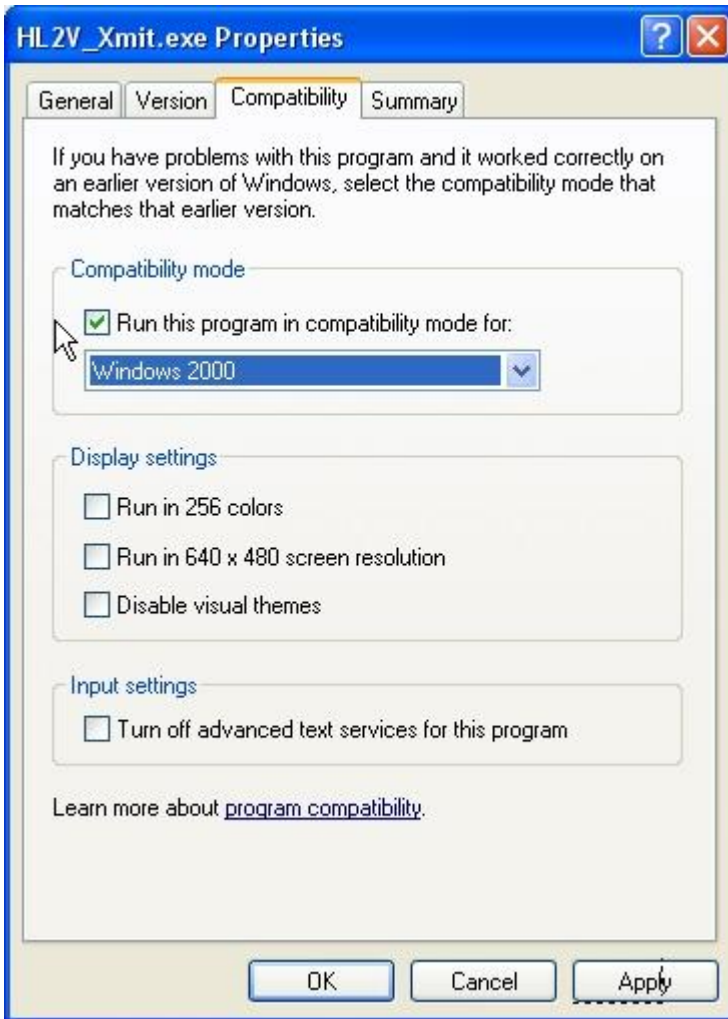 HL2V_Xmit.exe Properties
General Version Compatibility Summary
If you have problems with this program and it worked correctly on
an earlier version of Windows, select the compatibility mode that
matches that earlier version.
Compatibility mode
Run this program in compatibility mode for:
Windows 2000
Display settings
Run in 256 colors
Run in 640 x 480 screen resolution
Disable visual themes
Input settings
Turn off advanced text services for this program
Learn more about program compatibility.
OK Cancel Apply